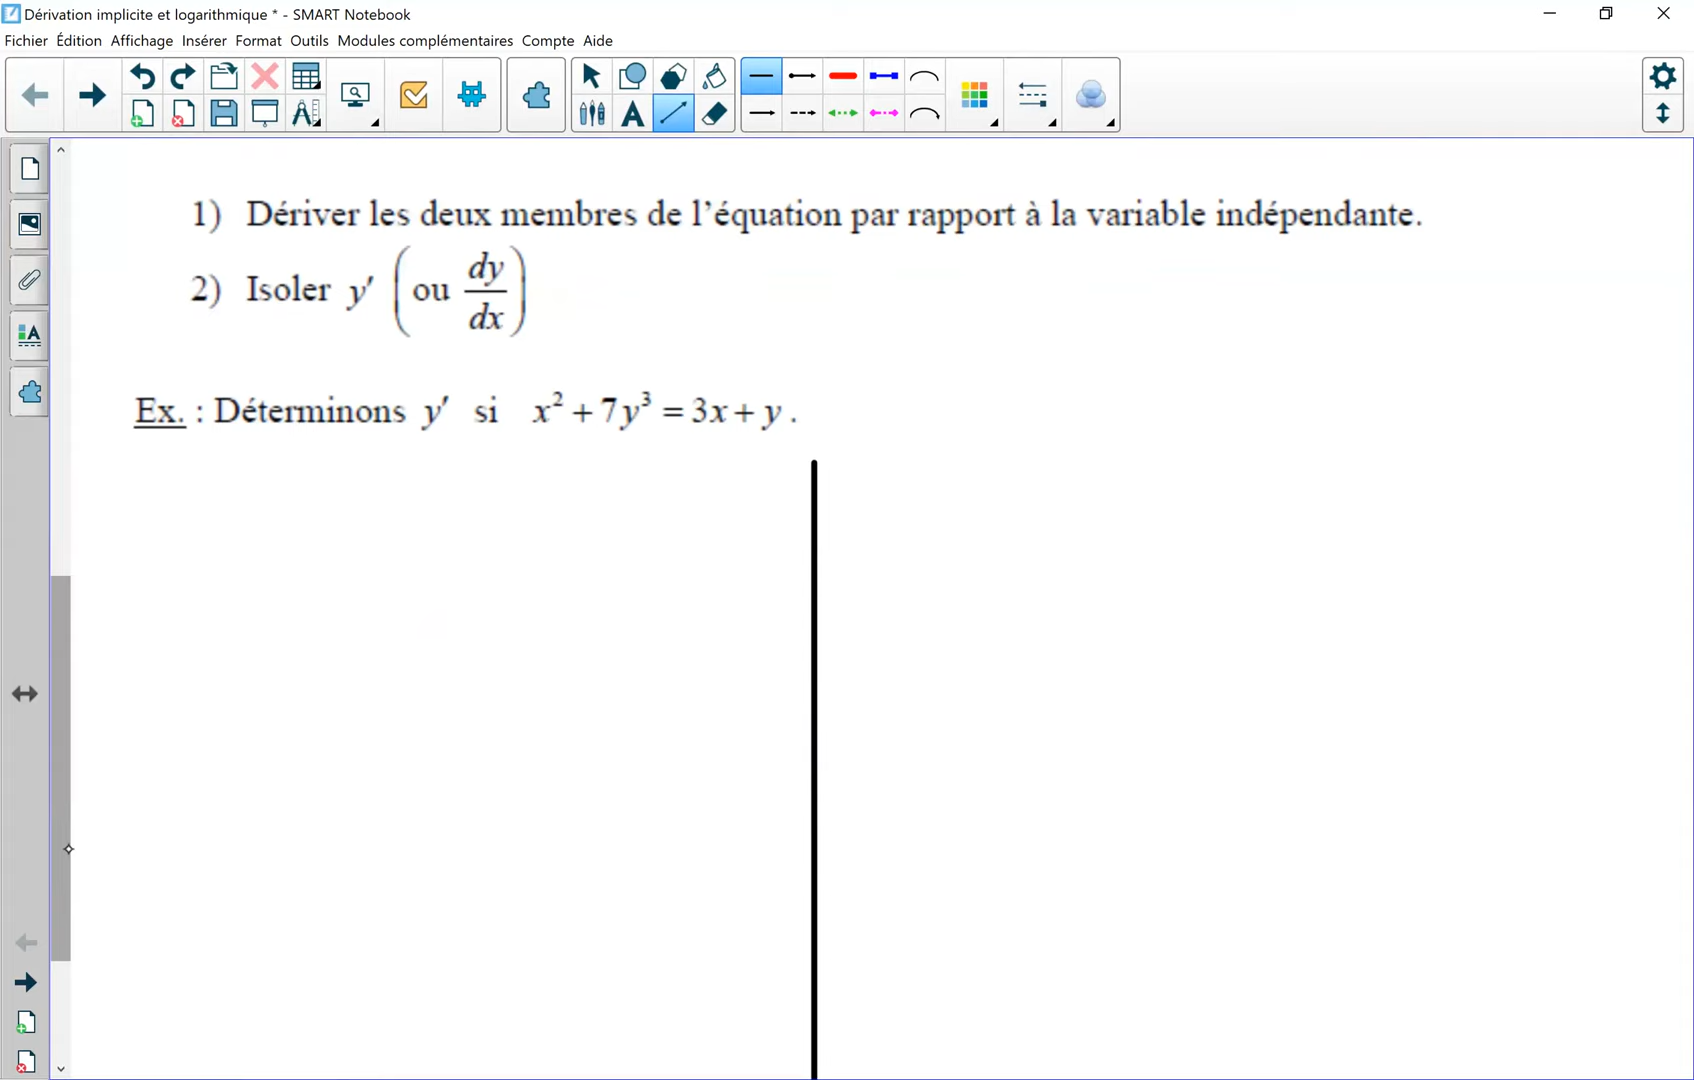 Dérivation implicite et logarithmique * - SMART Notebook
Fichier Édition Affichage Insérer Format Outils Modules complémentaires Compte Aide
1) Dériver les deux membres de l’équation par rapport à la variable indépendante.
2) Isoler y′ (ou dy/dx)
Ex. : Déterminons y′ si x² + 7y³ = 3x + y .